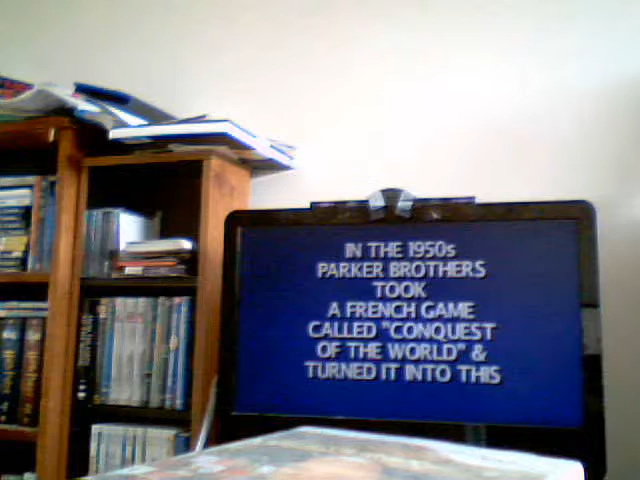 IN THE 1950s
PARKER BROTHERS
TOOK
A FRENCH GAME
CALLED "CONQUEST
OF THE WORLD" &
TURNED IT INTO THIS